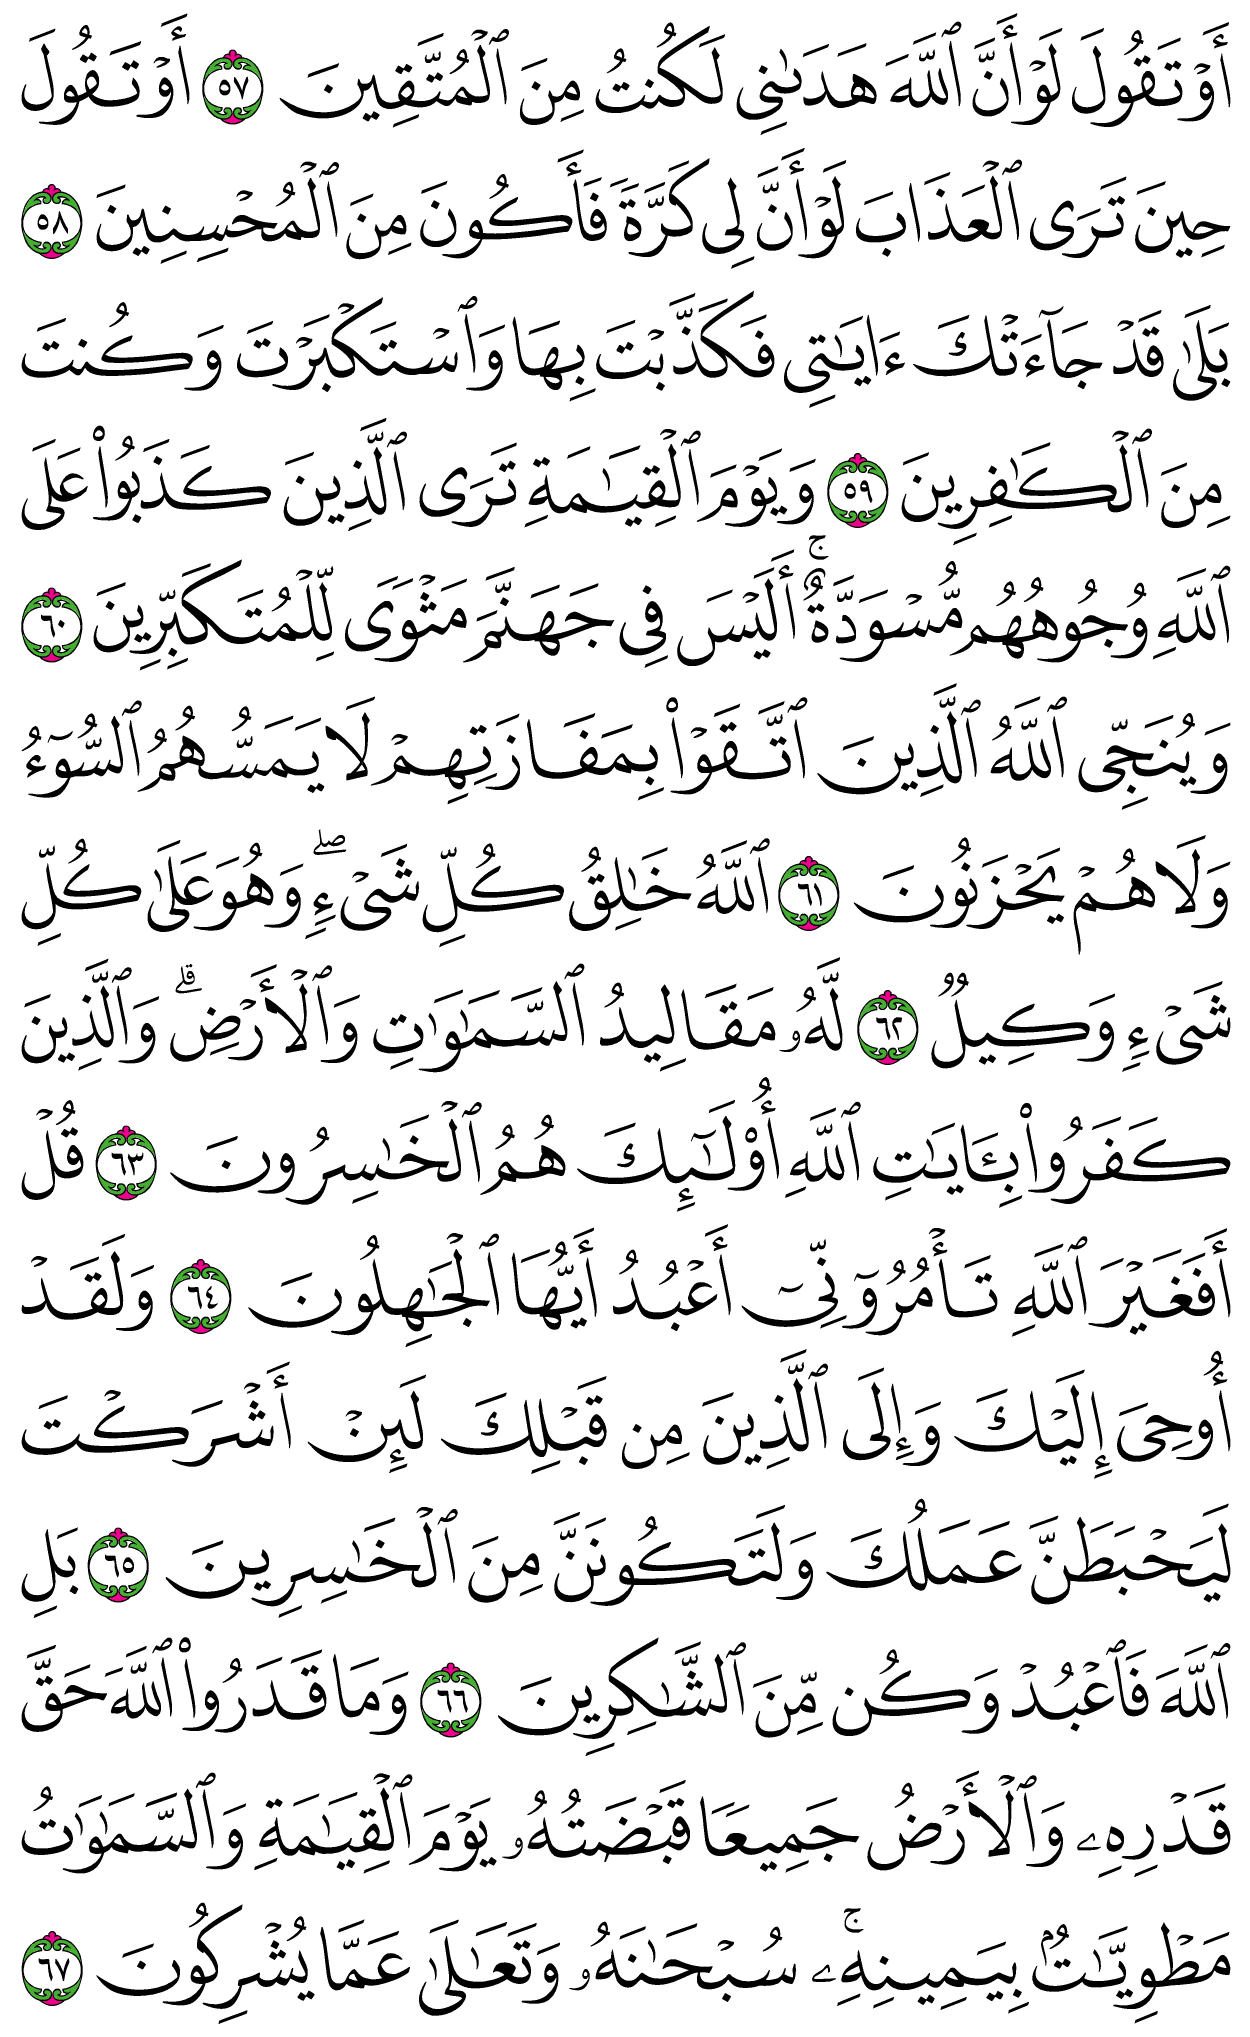 أَوۡ تَقُولَ لَوۡ أَنَّ ٱللَّهَ هَدَىٰنِي لَكُنتُ مِنَ ٱلۡمُتَّقِينَ ٥٧ أَوۡ تَقُولَ
حِينَ تَرَى ٱلۡعَذَابَ لَوۡ أَنَّ لِي كَرَّةٗ فَأَكُونَ مِنَ ٱلۡمُحۡسِنِينَ ٥٨
بَلَىٰ قَدۡ جَآءَتۡكَ ءَايَٰتِي فَكَذَّبۡتَ بِهَا وَٱسۡتَكۡبَرۡتَ وَكُنتَ
مِنَ ٱلۡكَٰفِرِينَ ٥٩ وَيَوۡمَ ٱلۡقِيَٰمَةِ تَرَى ٱلَّذِينَ كَذَبُواْ عَلَى
ٱللَّهِ وُجُوهُهُم مُّسۡوَدَّةٌۚ أَلَيۡسَ فِي جَهَنَّمَ مَثۡوٗى لِّلۡمُتَكَبِّرِينَ ٦٠
وَيُنَجِّي ٱللَّهُ ٱلَّذِينَ ٱتَّقَوۡاْ بِمَفَازَتِهِمۡ لَا يَمَسُّهُمُ ٱلسُّوٓءُ
وَلَا هُمۡ يَحۡزَنُونَ ٦١ ٱللَّهُ خَٰلِقُ كُلِّ شَيۡءٖۖ وَهُوَ عَلَىٰ كُلِّ
شَيۡءٖ وَكِيلٞ ٦٢ لَّهُۥ مَقَالِيدُ ٱلسَّمَٰوَٰتِ وَٱلۡأَرۡضِۗ وَٱلَّذِينَ
كَفَرُواْ بِـَٔايَٰتِ ٱللَّهِ أُوْلَٰٓئِكَ هُمُ ٱلۡخَٰسِرُونَ ٦٣ قُلۡ
أَفَغَيۡرَ ٱللَّهِ تَأۡمُرُوٓنِّيٓ أَعۡبُدُ أَيُّهَا ٱلۡجَٰهِلُونَ ٦٤ وَلَقَدۡ
أُوحِيَ إِلَيۡكَ وَإِلَى ٱلَّذِينَ مِن قَبۡلِكَ لَئِنۡ أَشۡرَكۡتَ
لَيَحۡبَطَنَّ عَمَلُكَ وَلَتَكُونَنَّ مِنَ ٱلۡخَٰسِرِينَ ٦٥ بَلِ
ٱللَّهَ فَٱعۡبُدۡ وَكُن مِّنَ ٱلشَّٰكِرِينَ ٦٦ وَمَا قَدَرُواْ ٱللَّهَ حَقَّ
قَدۡرِهِۦ وَٱلۡأَرۡضُ جَمِيعٗا قَبۡضَتُهُۥ يَوۡمَ ٱلۡقِيَٰمَةِ وَٱلسَّمَٰوَٰتُ
مَطۡوِيَّٰتُۢ بِيَمِينِهِۦۚ سُبۡحَٰنَهُۥ وَتَعَٰلَىٰ عَمَّا يُشۡرِكُونَ ٦٧